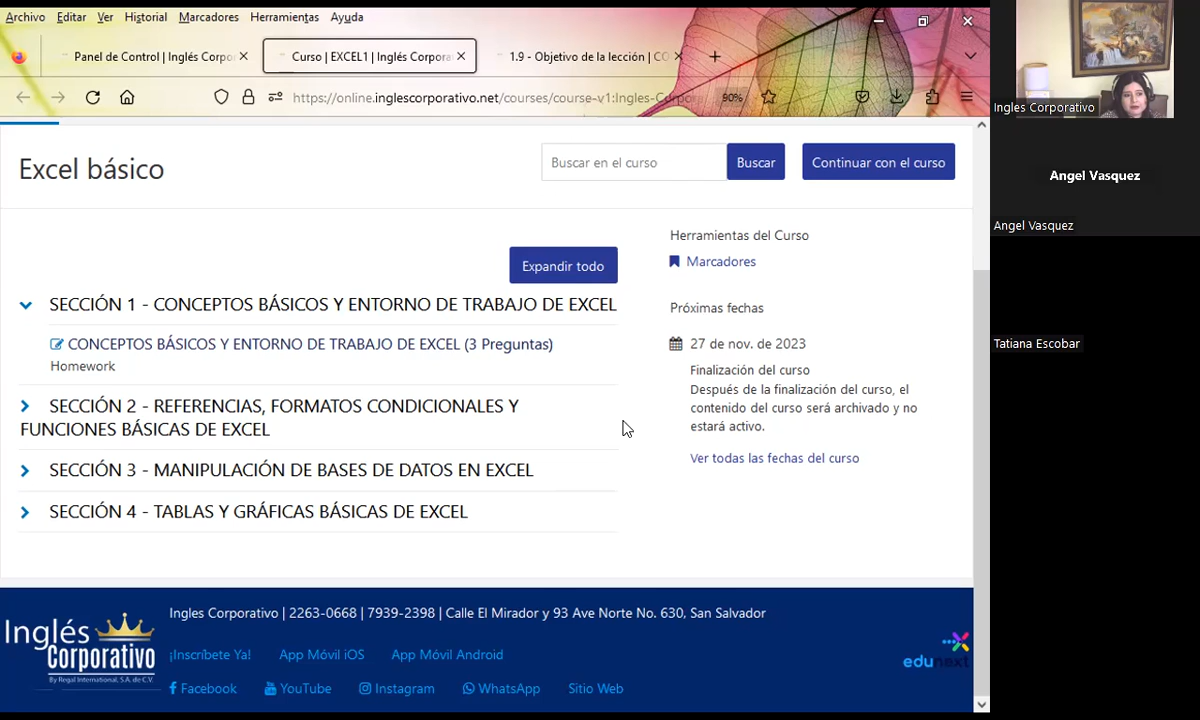 Archivo Editar Ver Historial Marcadores Herramientas Ayuda
Panel de Control | Inglés Corpor
Curso | EXCEL1 | Inglés Corporat
1.9 - Objetivo de la lección | CO
https://online.inglescorporativo.net/courses/course-v1:Ingles-Corpora
90%
Excel básico
Buscar en el curso
Buscar
Continuar con el curso
Expandir todo
SECCIÓN 1 - CONCEPTOS BÁSICOS Y ENTORNO DE TRABAJO DE EXCEL
CONCEPTOS BÁSICOS Y ENTORNO DE TRABAJO DE EXCEL (3 Preguntas)
Homework
SECCIÓN 2 - REFERENCIAS, FORMATOS CONDICIONALES Y
FUNCIONES BÁSICAS DE EXCEL
SECCIÓN 3 - MANIPULACIÓN DE BASES DE DATOS EN EXCEL
SECCIÓN 4 - TABLAS Y GRÁFICAS BÁSICAS DE EXCEL
Herramientas del Curso
Marcadores
Próximas fechas
27 de nov. de 2023
Finalización del curso
Después de la finalización del curso, el
contenido del curso será archivado y no
estará activo.
Ver todas las fechas del curso
Inglés
Corporativo
By Regal International, S.A. de C.V.
Ingles Corporativo | 2263-0668 | 7939-2398 | Calle El Mirador y 93 Ave Norte No. 630, San Salvador
¡Inscríbete Ya! App Móvil iOS App Móvil Android
Facebook YouTube Instagram WhatsApp Sitio Web
edunext
Ingles Corporativo
Angel Vasquez
Angel Vasquez
Tatiana Escobar